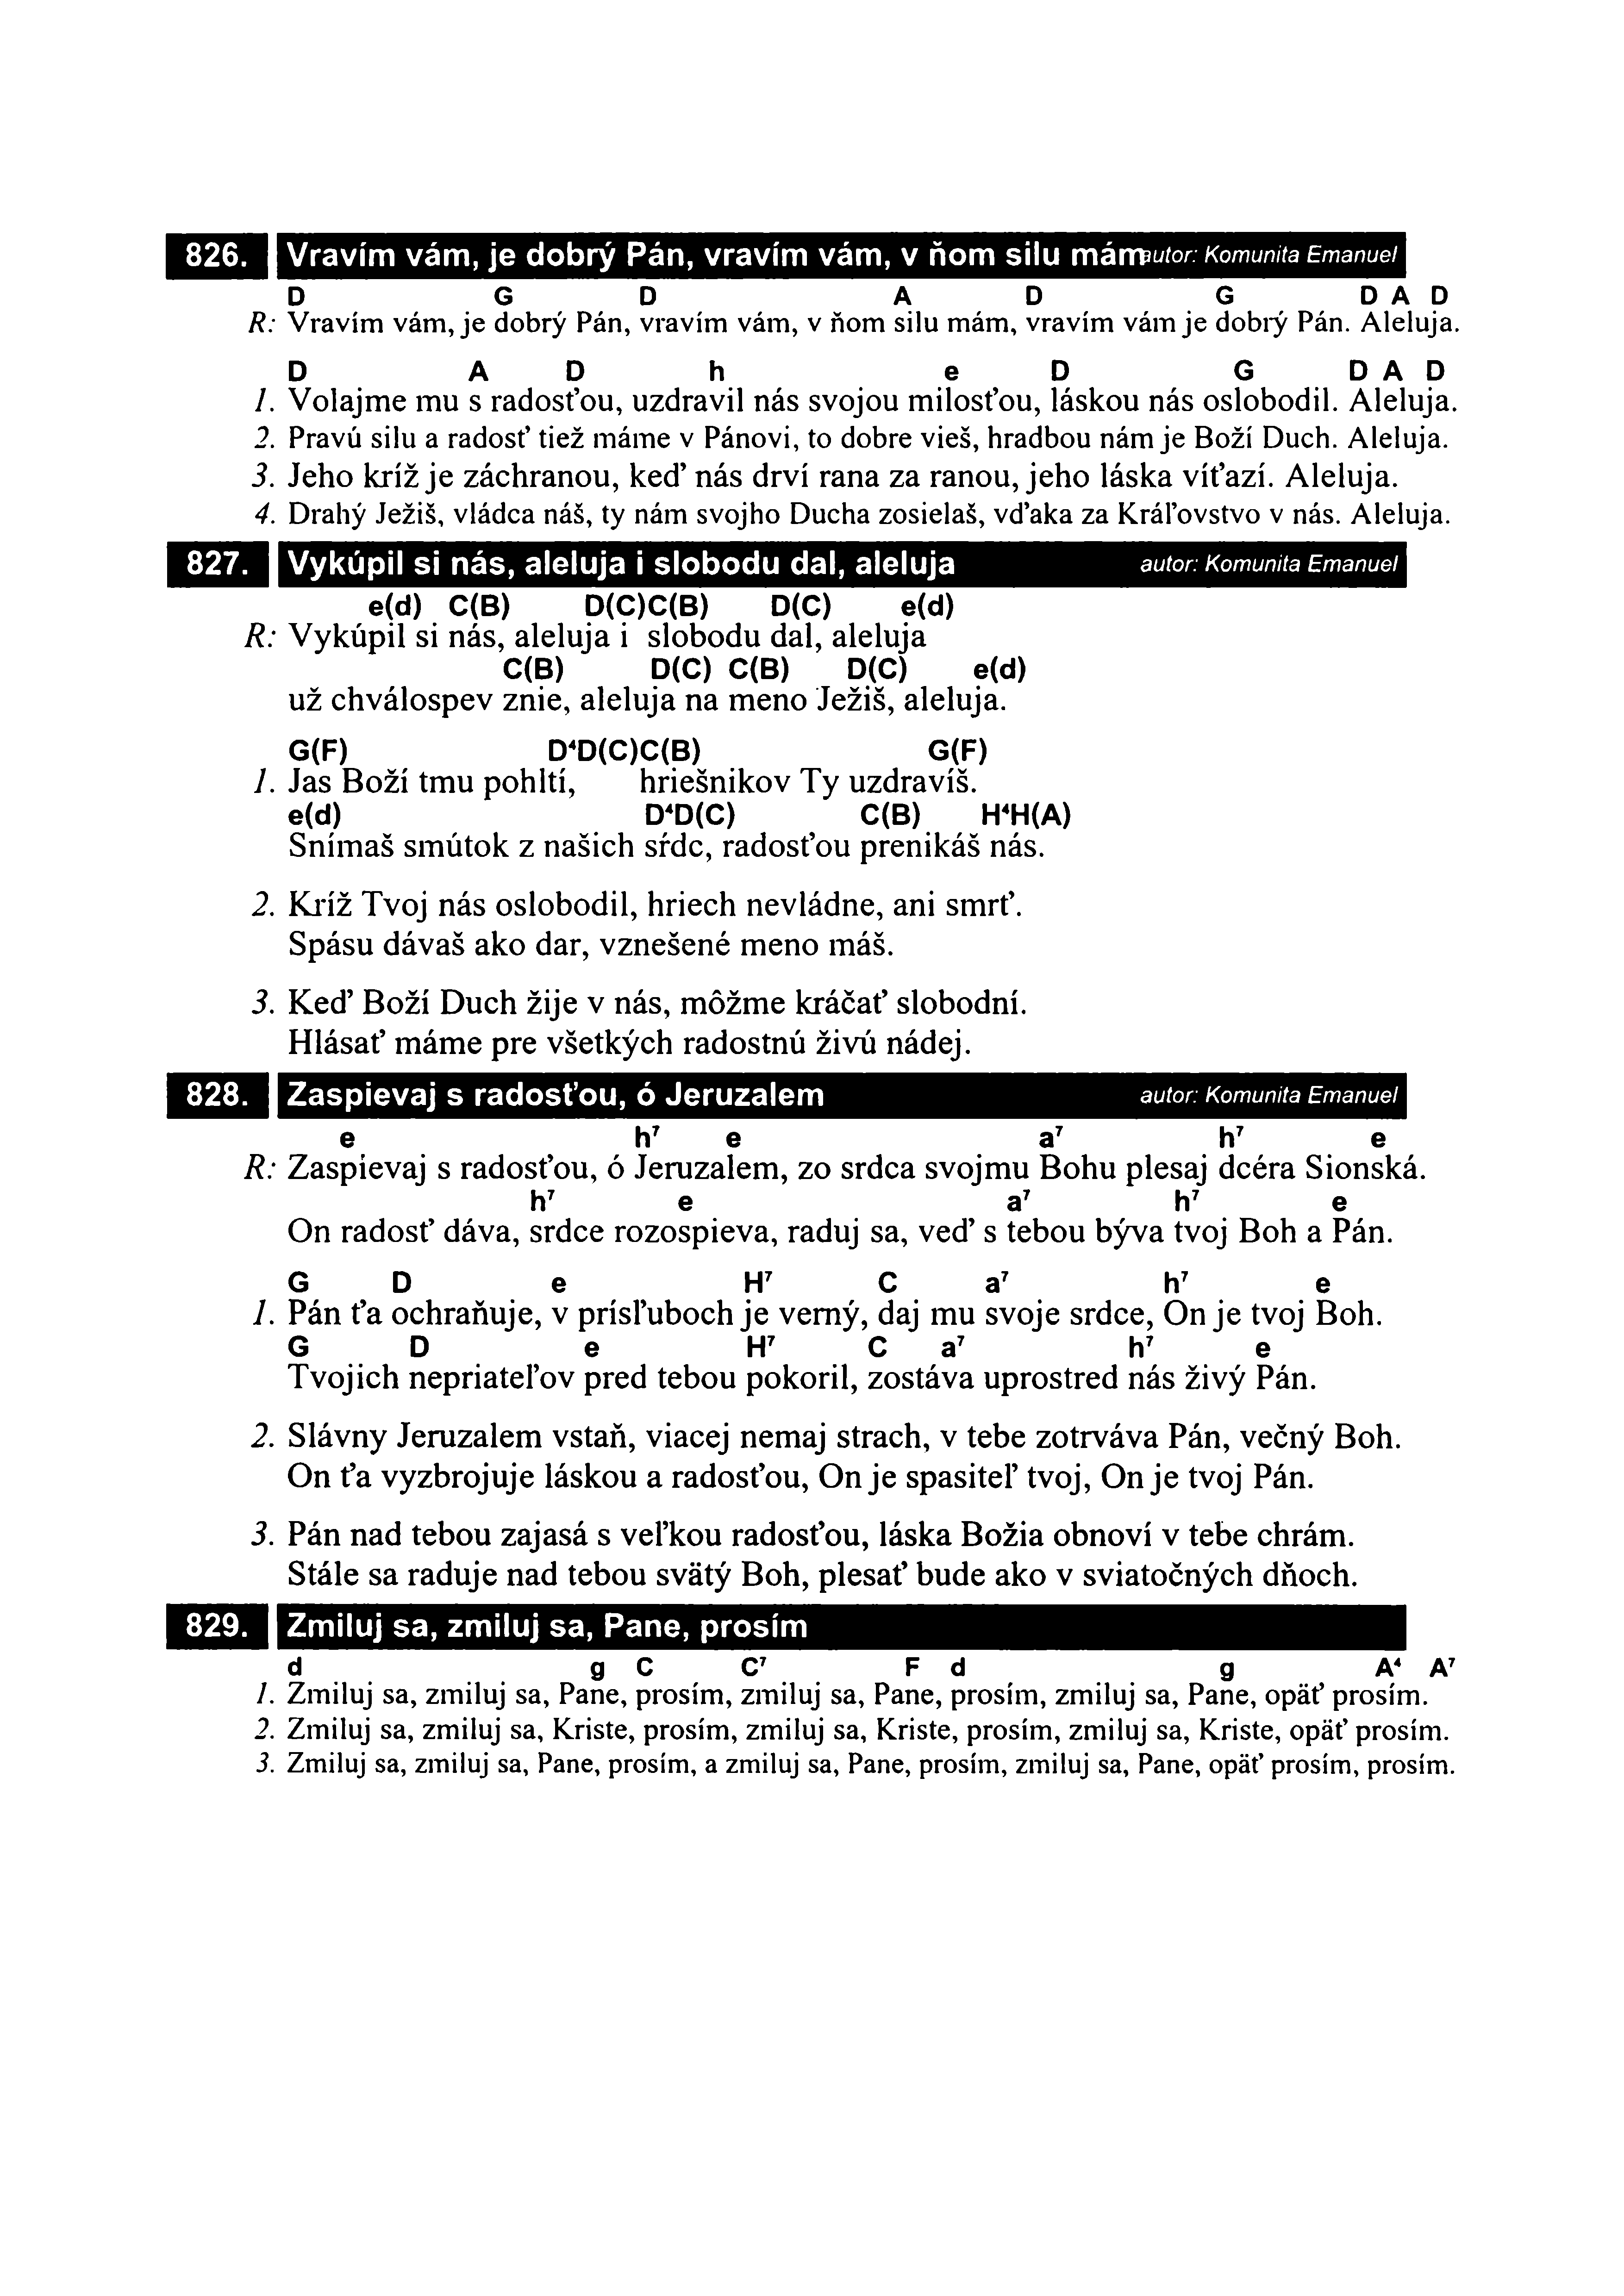 826. Vravím vám, je dobrý Pán, vravím vám, v ňom silu mám autor: Komunita Emanuel
D G D A D G D A D
R: Vravím vám, je dobrý Pán, vravím vám, v ňom silu mám, vravím vám je dobrý Pán. Aleluja.
D A D h e D G D A D
1. Volajme mu s radosťou, uzdravil nás svojou milosťou, láskou nás oslobodil. Aleluja.
2. Pravú silu a radosť tiež máme v Pánovi, to dobre vieš, hradbou nám je Boží Duch. Aleluja.
3. Jeho kríž je záchranou, keď nás drví rana za ranou, jeho láska víťazí. Aleluja.
4. Drahý Ježiš, vládca náš, ty nám svojho Ducha zosielaš, vďaka za Kráľovstvo v nás. Aleluja.
827. Vykúpil si nás, aleluja i slobodu dal, aleluja autor: Komunita Emanuel
e(d) C(B) D(C)C(B) D(C) e(d)
R: Vykúpil si nás, aleluja i slobodu dal, aleluja
C(B) D(C) C(B) D(C) e(d)
už chválospev znie, aleluja na meno Ježiš, aleluja.
G(F) D⁴D(C)C(B) G(F)
1. Jas Boží tmu pohltí, hriešnikov Ty uzdravíš.
e(d) D⁴D(C) C(B) H⁴H(A)
Snímaš smútok z našich sŕdc, radosťou prenikáš nás.
2. Kríž Tvoj nás oslobodil, hriech nevládne, ani smrť.
Spásu dávaš ako dar, vznešené meno máš.
3. Keď Boží Duch žije v nás, môžme kráčať slobodní.
Hlásať máme pre všetkých radostnú živú nádej.
828. Zaspievaj s radosťou, ó Jeruzalem autor: Komunita Emanuel
e h⁷ e a⁷ h⁷ e
R: Zaspievaj s radosťou, ó Jeruzalem, zo srdca svojmu Bohu plesaj dcéra Sionská.
h⁷ e a⁷ h⁷ e
On radosť dáva, srdce rozospieva, raduj sa, veď s tebou býva tvoj Boh a Pán.
G D e H⁷ C a⁷ h⁷ e
1. Pán ťa ochraňuje, v prísľuboch je verný, daj mu svoje srdce, On je tvoj Boh.
G D e H⁷ C a⁷ h⁷ e
Tvojich nepriateľov pred tebou pokoril, zostáva uprostred nás živý Pán.
2. Slávny Jeruzalem vstaň, viacej nemaj strach, v tebe zotrváva Pán, večný Boh.
On ťa vyzbrojuje láskou a radosťou, On je spasiteľ tvoj, On je tvoj Pán.
3. Pán nad tebou zajasá s veľkou radosťou, láska Božia obnoví v tebe chrám.
Stále sa raduje nad tebou svätý Boh, plesať bude ako v sviatočných dňoch.
829. Zmiluj sa, zmiluj sa, Pane, prosím
d g C C⁷ F d g A⁴ A⁷
1. Zmiluj sa, zmiluj sa, Pane, prosím, zmiluj sa, Pane, prosím, zmiluj sa, Pane, opäť prosím.
2. Zmiluj sa, zmiluj sa, Kriste, prosím, zmiluj sa, Kriste, prosím, zmiluj sa, Kriste, opäť prosím.
3. Zmiluj sa, zmiluj sa, Pane, prosím, a zmiluj sa, Pane, prosím, zmiluj sa, Pane, opäť prosím, prosím.